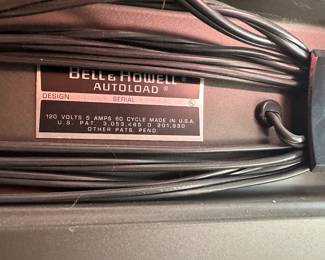 BELL & HOWELL ®
AUTOLOAD ®
DESIGN SERIAL
120 VOLTS 5 AMPS 60 CYCLE MADE IN U.S.A.
U.S. PAT. 3,053,465 D 201,930
OTHER PATS. PEND.